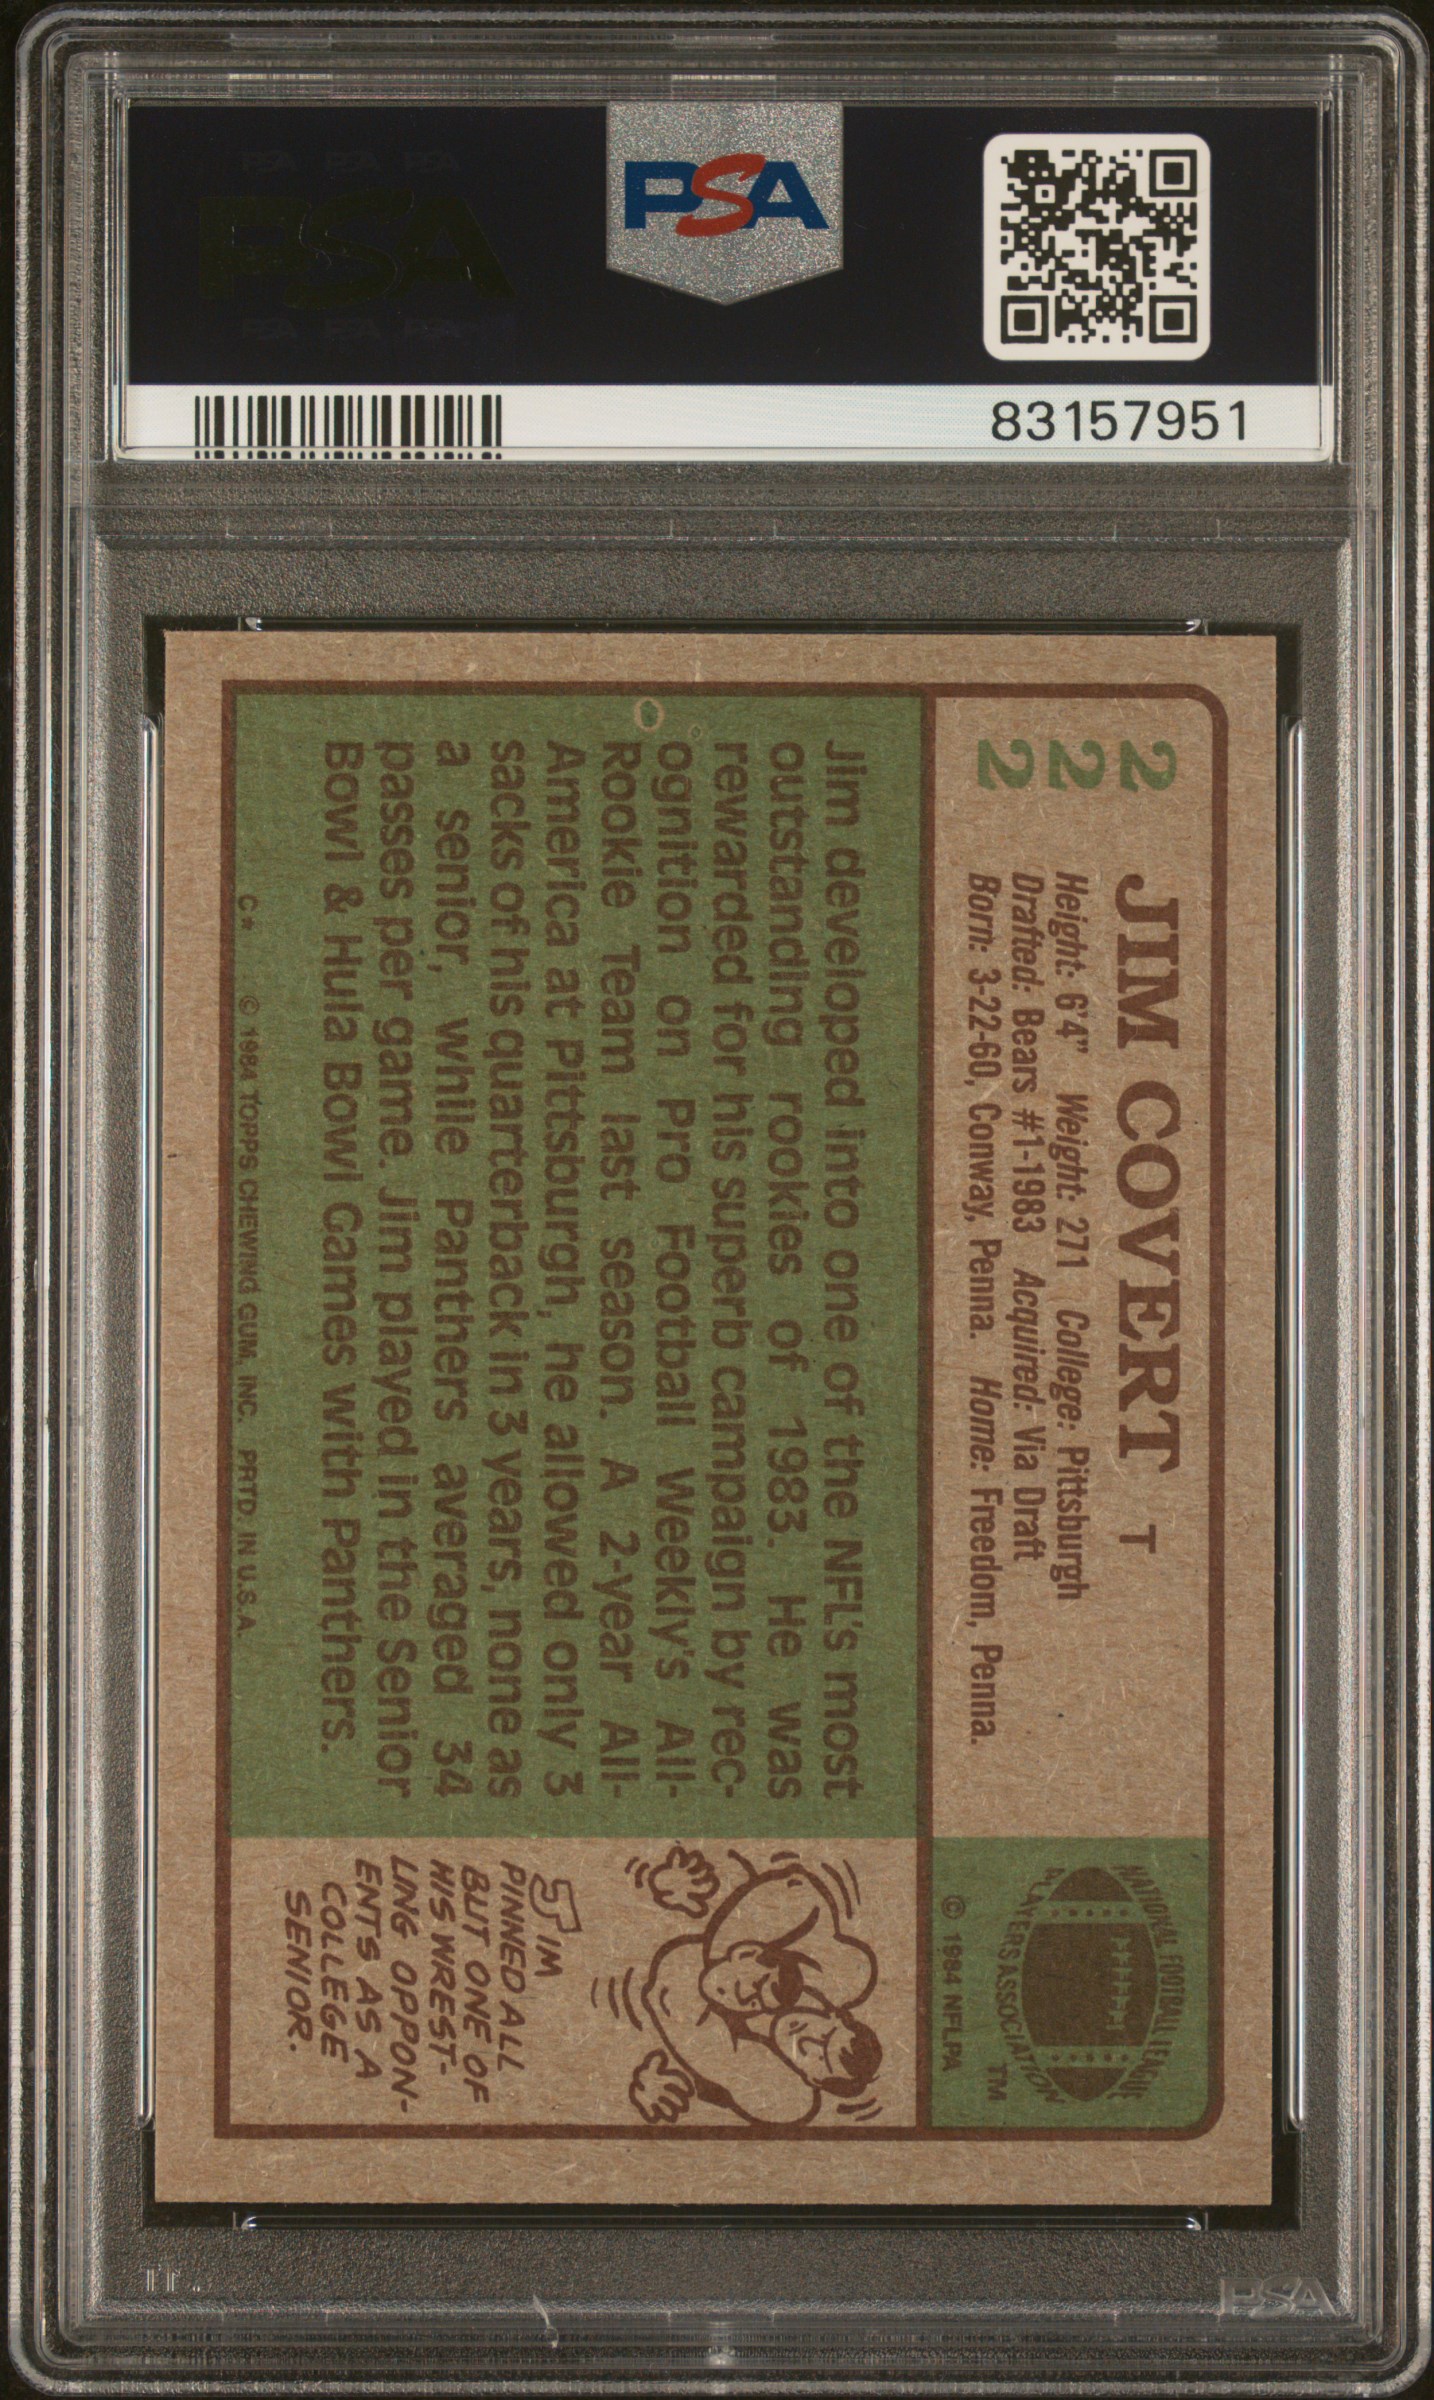 PSA
83157951
222
JIM COVERT T
Height: 6'4" Weight: 271 College: Pittsburgh
Drafted: Bears #1-1983 Acquired: Via Draft
Born: 3-22-60, Conway, Penna. Home: Freedom, Penna.
NATIONAL FOOTBALL LEAGUE
PLAYERS ASSOCIATION
TM
© 1984 NFLPA
Jim developed into one of the NFL's most
outstanding rookies of 1983. He was
rewarded for his superb campaign by rec-
ognition on Pro Football Weekly's All-
Rookie Team last season. A 2-year All-
America at Pittsburgh, he allowed only 3
sacks of his quarterback in 3 years, none as
a senior, while Panthers averaged 34
passes per game. Jim played in the Senior
Bowl & Hula Bowl Games with Panthers.
JIM
PINNED ALL
BUT ONE OF
HIS WREST-
LING OPPON-
ENTS AS A
COLLEGE
SENIOR.
C* © 1984 TOPPS CHEWING GUM, INC. PRTD. IN U.S.A.
PSA